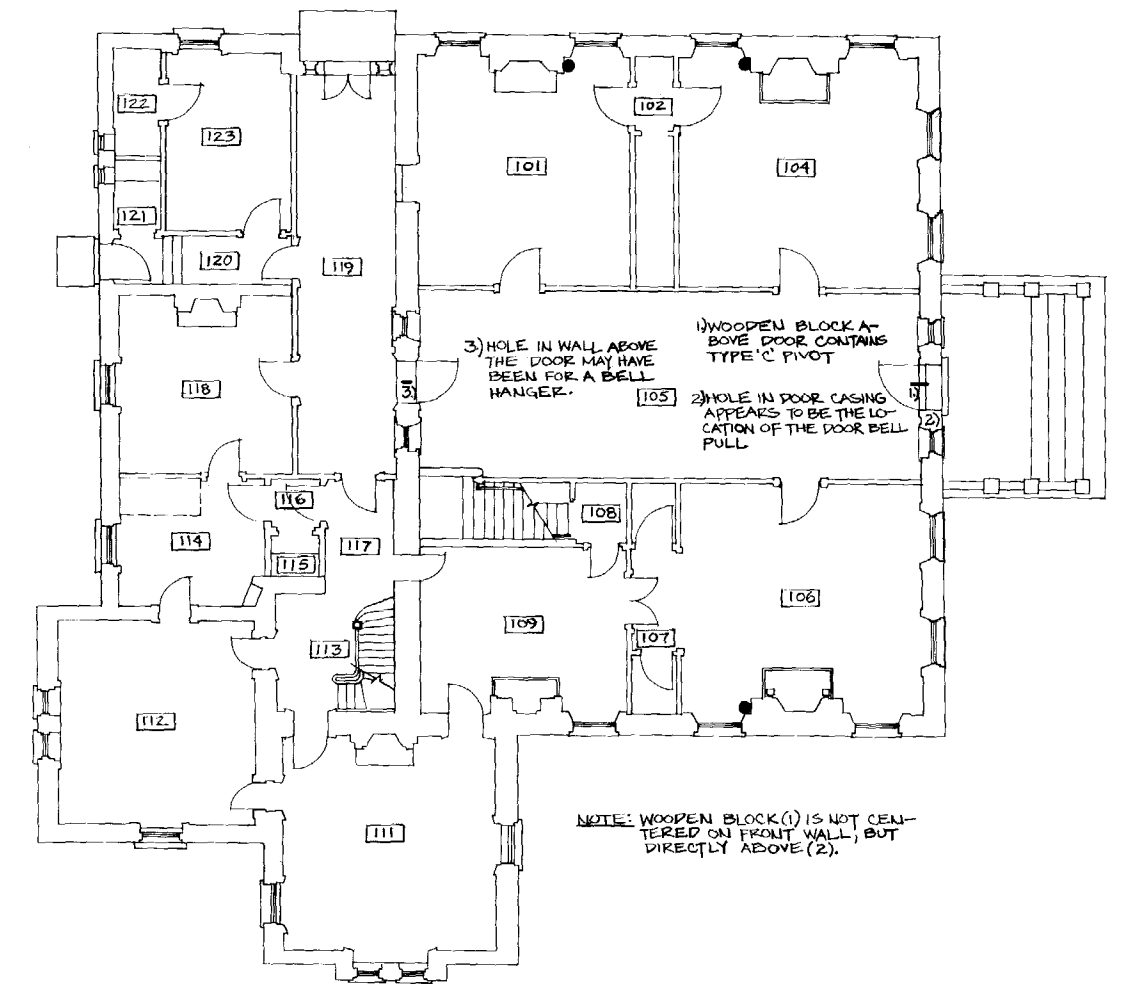 122
102
123
101
104
121
120
119
1) WOODEN BLOCK A-
BOVE DOOR CONTAINS
TYPE 'C' PIVOT
3) HOLE IN WALL ABOVE
THE DOOR MAY HAVE
BEEN FOR A BELL
HANGER.
118
3)
105
1)
2) HOLE IN DOOR CASING
APPEARS TO BE THE LO-
CATION OF THE DOOR BELL
PULL
2)
116
108
114
117
115
106
109
107
113
112
111
NOTE: WOODEN BLOCK (1) IS NOT CEN-
TERED ON FRONT WALL, BUT
DIRECTLY ABOVE (2).